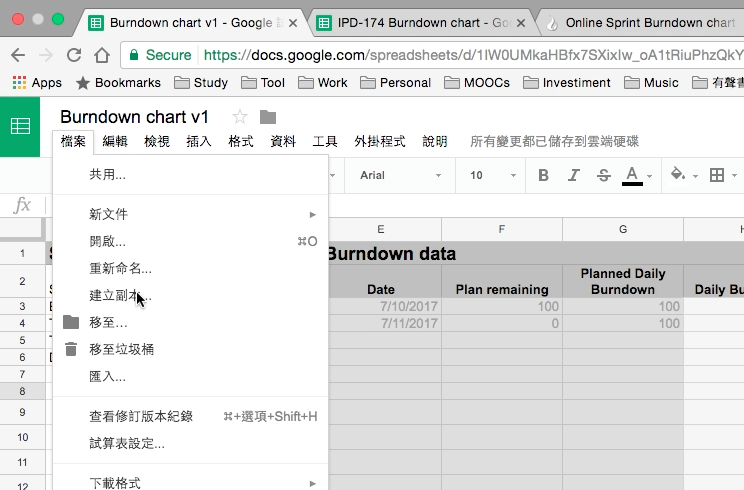 Burndown chart v1 - Google
IPD-174 Burndown chart - Go
Online Sprint Burndown chart
Secure https://docs.google.com/spreadsheets/d/1IW0UMkaHBfx7SXixIw_oA1tRiuPhzQkY
Apps Bookmarks Study Tool Work Personal MOOCs Investiment Music 有聲書
Burndown chart v1
檔案 編輯 檢視 插入 格式 資料 工具 外掛程式 說明 所有變更都已儲存到雲端硬碟
Arial 10 B I S A
fx
共用...
新文件
開啟... ⌘O
重新命名...
建立副本...
移至...
移至垃圾桶
匯入...
查看修訂版本紀錄 ⌘+選項+Shift+H
試算表設定...
下載格式
E F G
1 Burndown data
2 Date Plan remaining Planned Daily Burndown Daily Bu
3 7/10/2017 100 100
4 7/11/2017 0 100
5
6
7
8
9
10
11
12